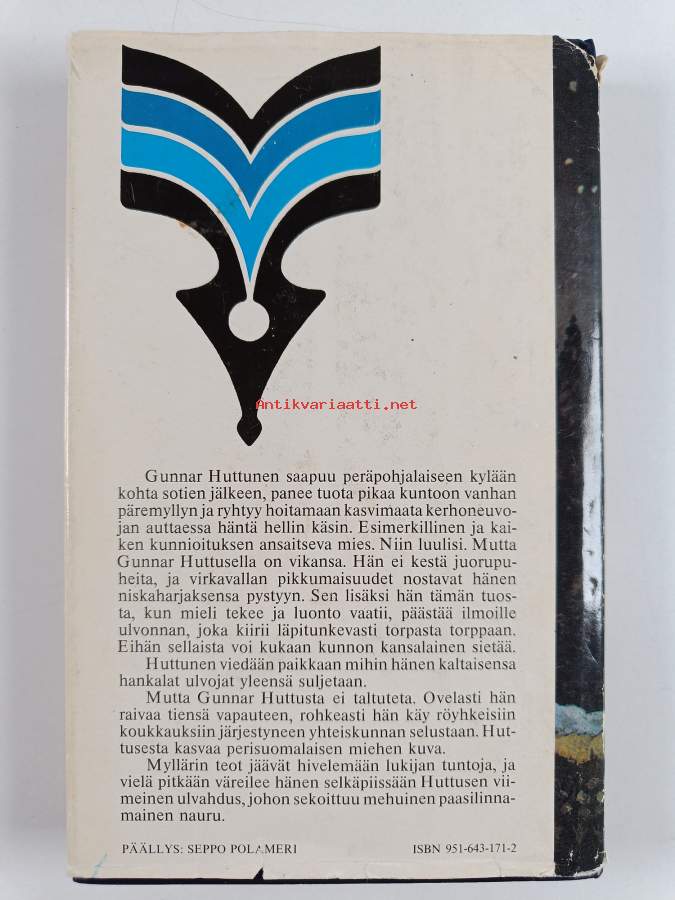 Antikvariaatti.net
Gunnar Huttunen saapuu peräpohjalaiseen kylään
kohta sotien jälkeen, panee tuota pikaa kuntoon vanhan
päremyllyn ja ryhtyy hoitamaan kasvimaata kerhoneuvo-
jan auttaessa häntä hellin käsin. Esimerkillinen ja kai-
ken kunnioituksen ansaitseva mies. Niin luulisi. Mutta
Gunnar Huttusella on vikansa. Hän ei kestä juorupu-
heita, ja virkavallan pikkumaisuudet nostavat hänen
niskaharjaksensa pystyyn. Sen lisäksi hän tämän tuos-
ta, kun mieli tekee ja luonto vaatii, päästää ilmoille
ulvonnan, joka kiirii läpitunkevasti torpasta torppaan.
Eihän sellaista voi kukaan kunnon kansalainen sietää.
Huttunen viedään paikkaan mihin hänen kaltaisensa
hankalat ulvojat yleensä suljetaan.
Mutta Gunnar Huttusta ei taltuteta. Ovelasti hän
raivaa tiensä vapauteen, rohkeasti hän käy röyhkeisiin
koukkauksiin järjestyneen yhteiskunnan selustaan. Hut-
tusesta kasvaa perisuomalaisen miehen kuva.
Myllärin teot jäävät hivelemään lukijan tuntoja, ja
vielä pitkään väreilee hänen selkäpiissään Huttusen vii-
meinen ulvahdus, johon sekoittuu mehuinen paasilinna-
mainen nauru.
PÄÄLLYS: SEPPO POLAMERI ISBN 951-643-171-2